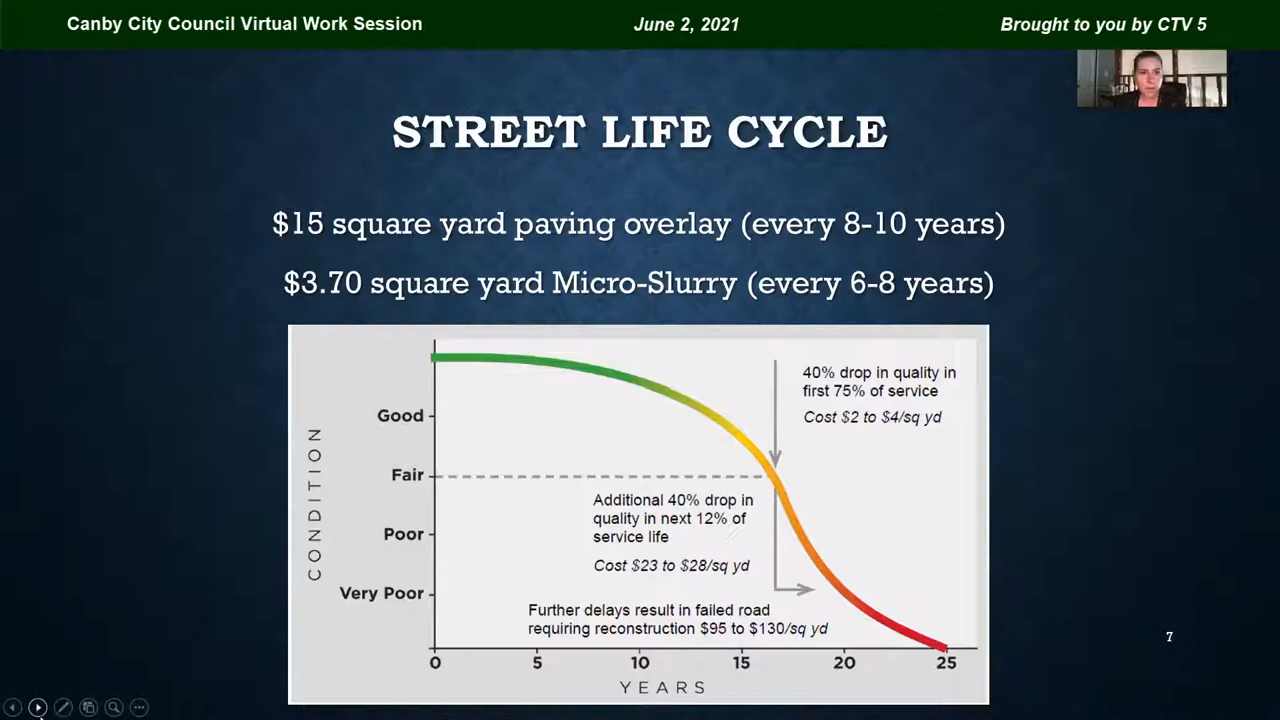 Canby City Council Virtual Work Session
June 2, 2021
Brought to you by CTV 5
STREET LIFE CYCLE
$15 square yard paving overlay (every 8-10 years)
$3.70 square yard Micro-Slurry (every 6-8 years)
40% drop in quality in
first 75% of service
Cost $2 to $4/sq yd
Good
Fair
Poor
Very Poor
CONDITION
Additional 40% drop in
quality in next 12% of
service life
Cost $23 to $28/sq yd
Further delays result in failed road
requiring reconstruction $95 to $130/sq yd
0 5 10 15 20 25
YEARS
7